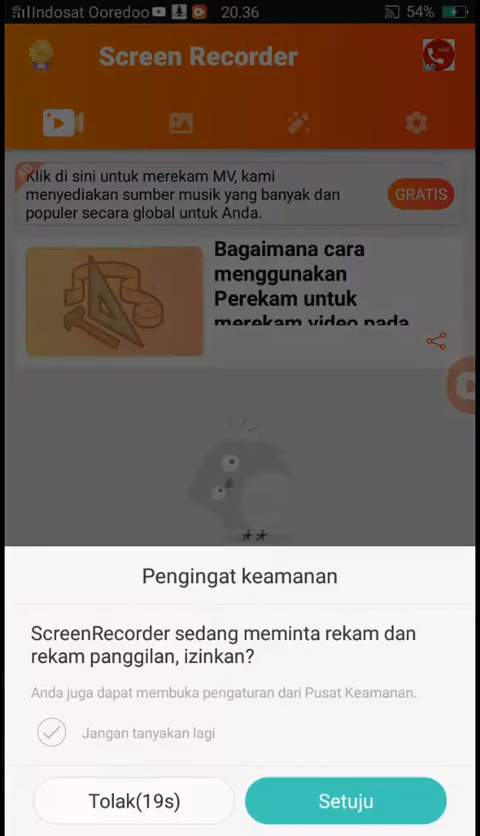 Indosat Ooredoo 20.36 54%
Screen Recorder
AD
AD
Klik di sini untuk merekam MV, kami
menyediakan sumber musik yang banyak dan
populer secara global untuk Anda.
GRATIS
Bagaimana cara
menggunakan
Perekam untuk
merekam video pada
Pengingat keamanan
ScreenRecorder sedang meminta rekam dan
rekam panggilan, izinkan?
Anda juga dapat membuka pengaturan dari Pusat Keamanan.
Jangan tanyakan lagi
Tolak(19s)
Setuju